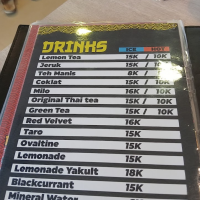 DRINKS ICE HOT
Lemon Tea 15K / 10K
Jeruk 15K / 10K
Teh Manis 8K /
Coklat 15K / 10K
Milo 16K / 10K
Original Thai tea 15K / 10K
Green Tea 15K / 10K
Red Velvet 16K
Taro 15K
Ovaltine 15K
Lemonade 15K
Lemonade Yakult 18K
Blackcurrant 15K
Mineral Water